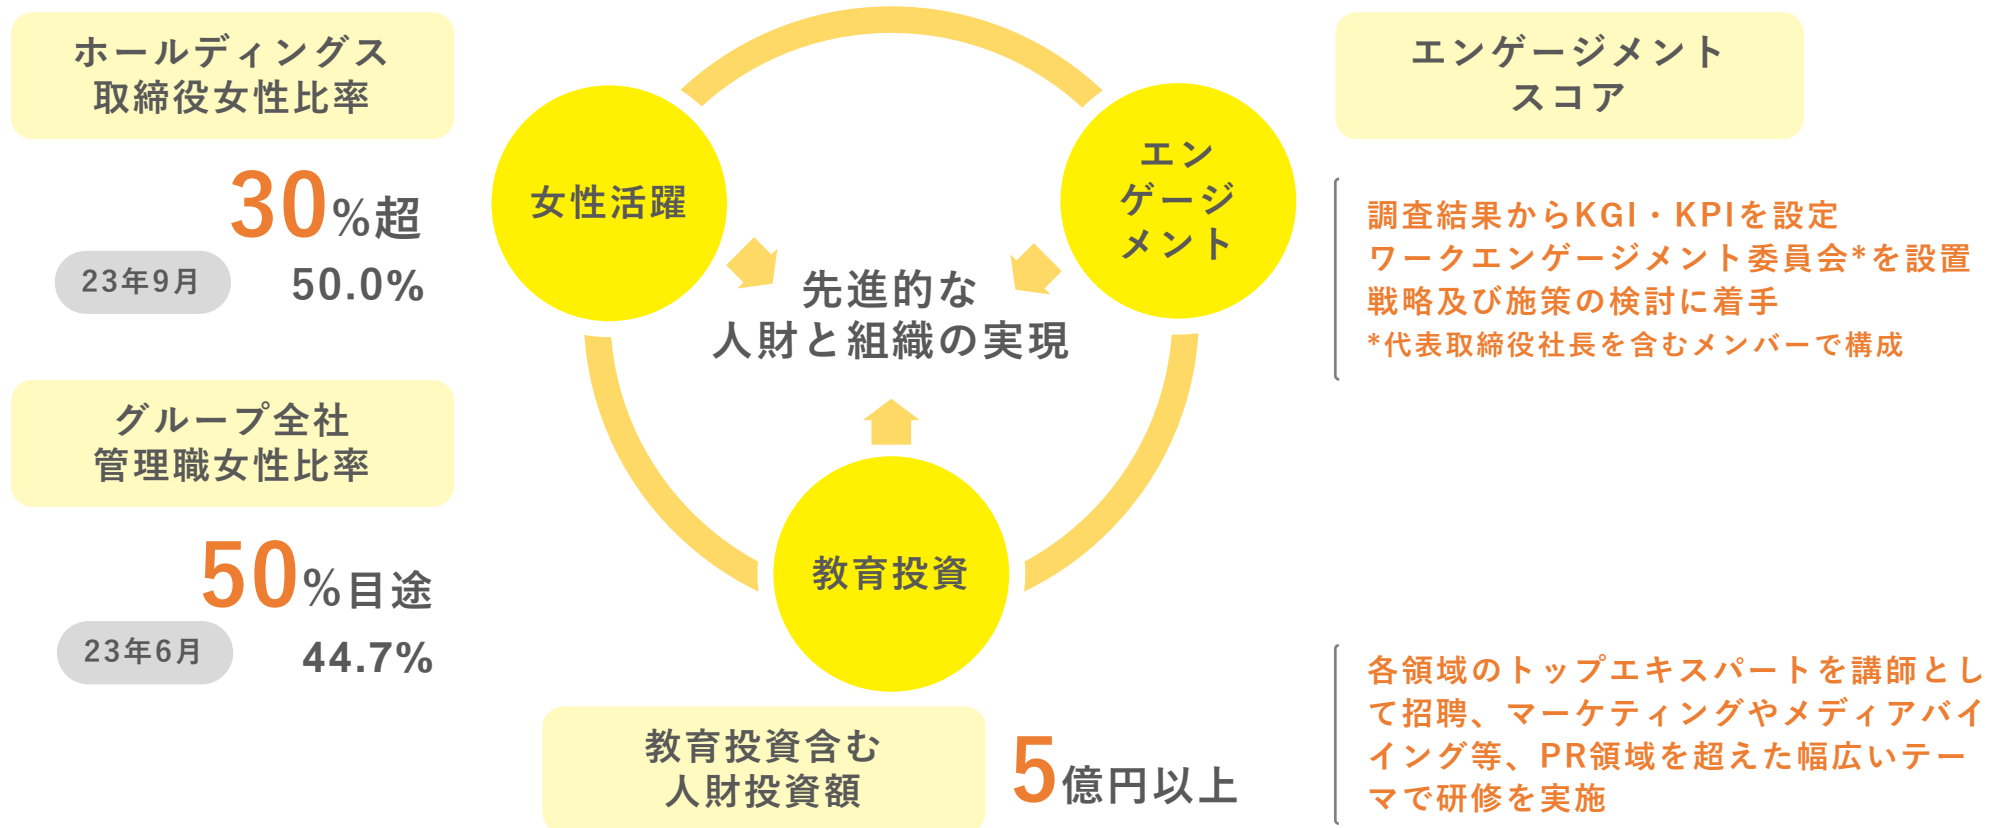 ホールディングス
取締役女性比率
30%超
23年9月 50.0%
グループ全社
管理職女性比率
50%目途
23年6月 44.7%
女性活躍
エン
ゲージ
メント
先進的な
人財と組織の実現
教育投資
教育投資含む
人財投資額
5億円以上
エンゲージメント
スコア
調査結果からKGI・KPIを設定
ワークエンゲージメント委員会*を設置
戦略及び施策の検討に着手
*代表取締役社長を含むメンバーで構成
各領域のトップエキスパートを講師とし
て招聘、マーケティングやメディアバイ
イング等、PR領域を超えた幅広いテー
マで研修を実施